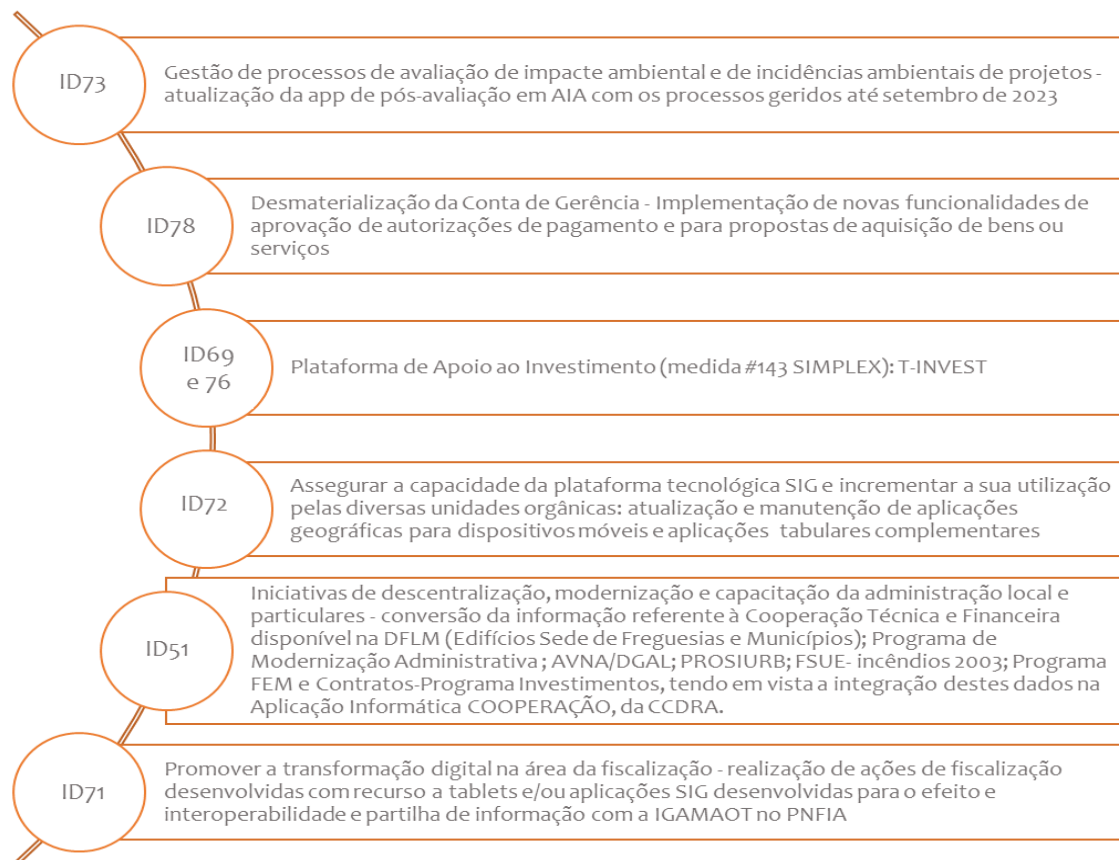 ID73
Gestão de processos de avaliação de impacte ambiental e de incidências ambientais de projetos -
atualização da app de pós-avaliação em AIA com os processos geridos até setembro de 2023
ID78
Desmaterialização da Conta de Gerência - Implementação de novas funcionalidades de
aprovação de autorizações de pagamento e para propostas de aquisição de bens ou
serviços
ID69
e 76
Plataforma de Apoio ao Investimento (medida #143 SIMPLEX): T-INVEST
ID72
Assegurar a capacidade da plataforma tecnológica SIG e incrementar a sua utilização
pelas diversas unidades orgânicas: atualização e manutenção de aplicações
geográficas para dispositivos móveis e aplicações tabulares complementares
ID51
Iniciativas de descentralização, modernização e capacitação da administração local e
particulares - conversão da informação referente à Cooperação Técnica e Financeira
disponível na DFLM (Edifícios Sede de Freguesias e Municípios); Programa de
Modernização Administrativa ; AVNA/DGAL; PROSIURB; FSUE- incêndios 2003; Programa
FEM e Contratos-Programa Investimentos, tendo em vista a integração destes dados na
Aplicação Informática COOPERAÇÃO, da CCDRA.
ID71
Promover a transformação digital na área da fiscalização - realização de ações de fiscalização
desenvolvidas com recurso a tablets e/ou aplicações SIG desenvolvidas para o efeito e
interoperabilidade e partilha de informação com a IGAMAOT no PNFIA